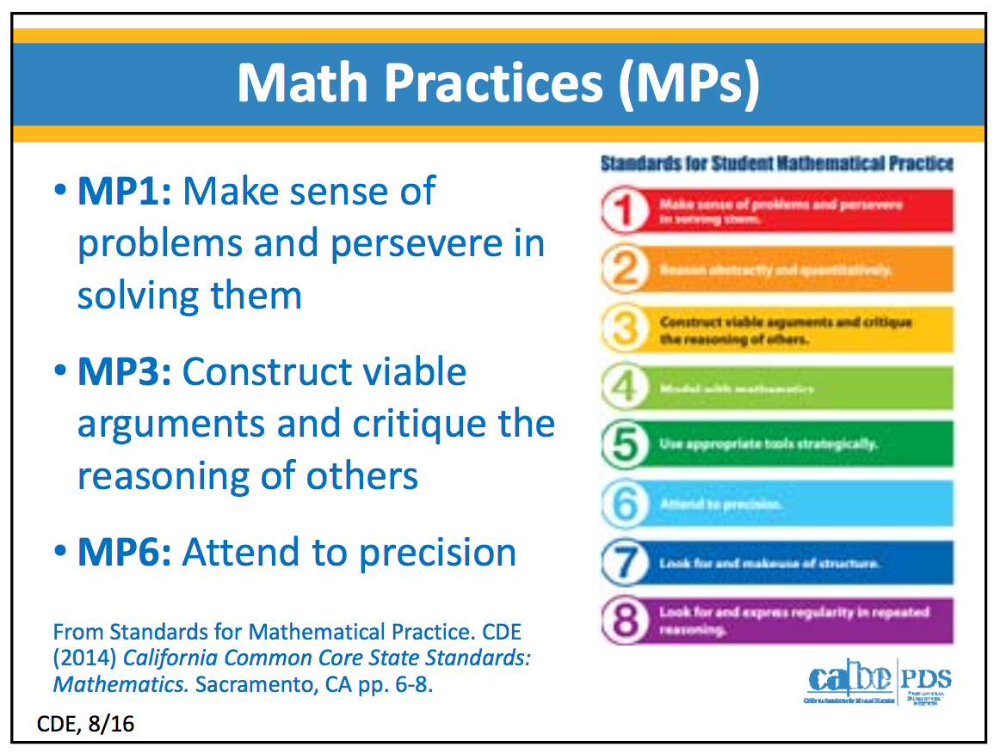 Math Practices (MPs)
• MP1: Make sense of
problems and persevere in
solving them
• MP3: Construct viable
arguments and critique the
reasoning of others
• MP6: Attend to precision
From Standards for Mathematical Practice. CDE
(2014) California Common Core State Standards:
Mathematics. Sacramento, CA pp. 6-8.
CDE, 8/16
Standards for Student Mathematical Practice
1
Make sense of problems and persevere
in solving them.
2
Reason abstractly and quantitatively.
3
Construct viable arguments and critique
the reasoning of others.
4
Model with mathematics
5
Use appropriate tools strategically.
6
Attend to precision.
7
Look for and makeuse of structure.
8
Look for and express regularity in repeated
reasoning.
cabe PDS